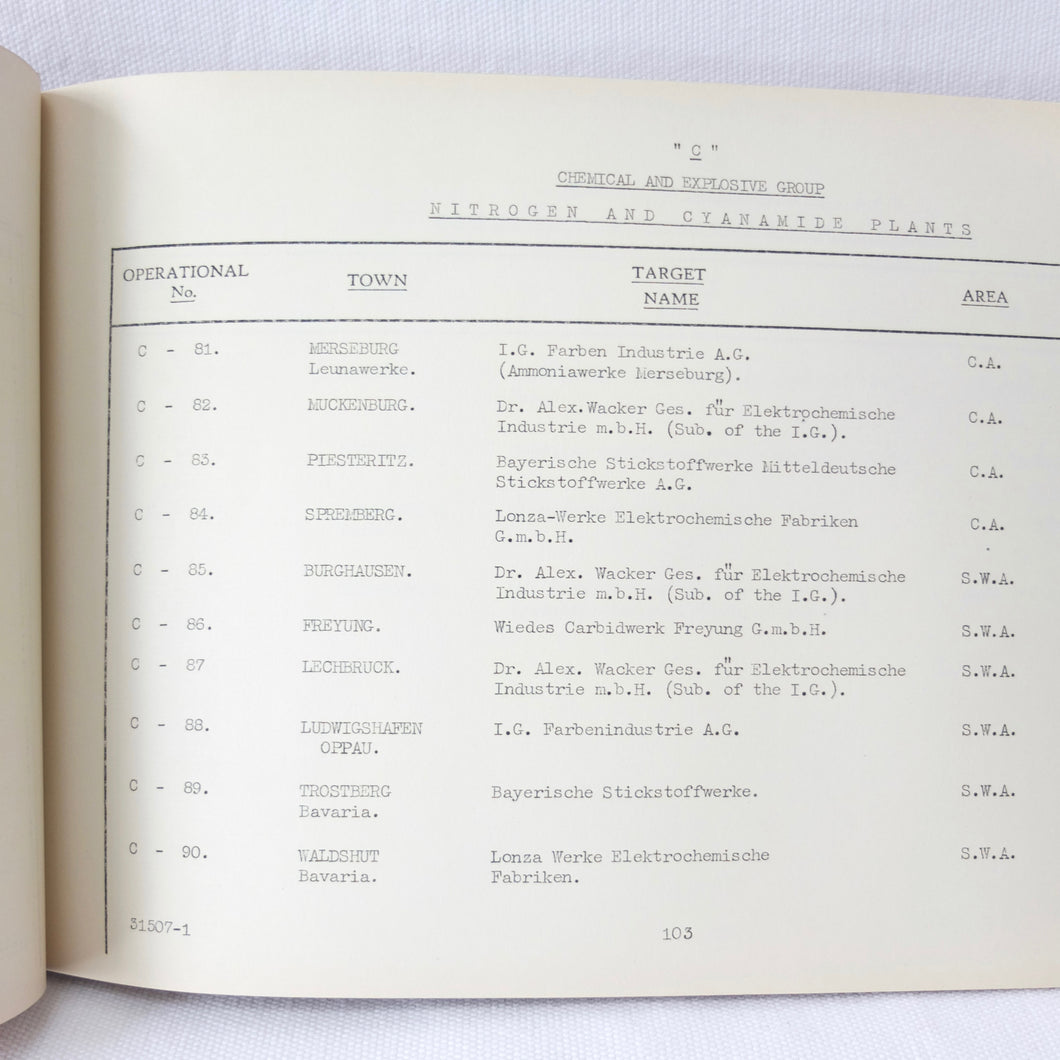 " C "
CHEMICAL AND EXPLOSIVE GROUP
NITROGEN AND CYANAMIDE PLANTS
OPERATIONAL No. TOWN TARGET NAME AREA
C - 81. MERSEBURG I.G. Farben Industrie A.G. C.A.
Leunawerke. (Ammoniawerke Merseburg).
C - 82. MUCKENBURG. Dr. Alex.Wacker Ges. für Elektrochemische C.A.
Industrie m.b.H. (Sub. of the I.G.).
C - 83. PIESTERITZ. Bayerische Stickstoffwerke Mitteldeutsche C.A.
Stickstoffwerke A.G.
C - 84. SPREMBERG. Lonza-Werke Elektrochemische Fabriken C.A.
G.m.b.H.
C - 85. BURGHAUSEN. Dr. Alex. Wacker Ges. für Elektrochemische S.W.A.
Industrie m.b.H. (Sub. of the I.G.).
C - 86. FREYUNG. Wiedes Carbidwerk Freyung G.m.b.H. S.W.A.
C - 87 LECHBRUCK. Dr. Alex. Wacker Ges. für Elektrochemische S.W.A.
Industrie m.b.H. (Sub. of the I.G.).
C - 88. LUDWIGSHAFEN I.G. Farbenindustrie A.G. S.W.A.
OPPAU.
C - 89. TROSTBERG Bayerische Stickstoffwerke. S.W.A.
Bavaria.
C - 90. WALDSHUT Lonza Werke Elektrochemische S.W.A.
Bavaria. Fabriken.
31507-1 103